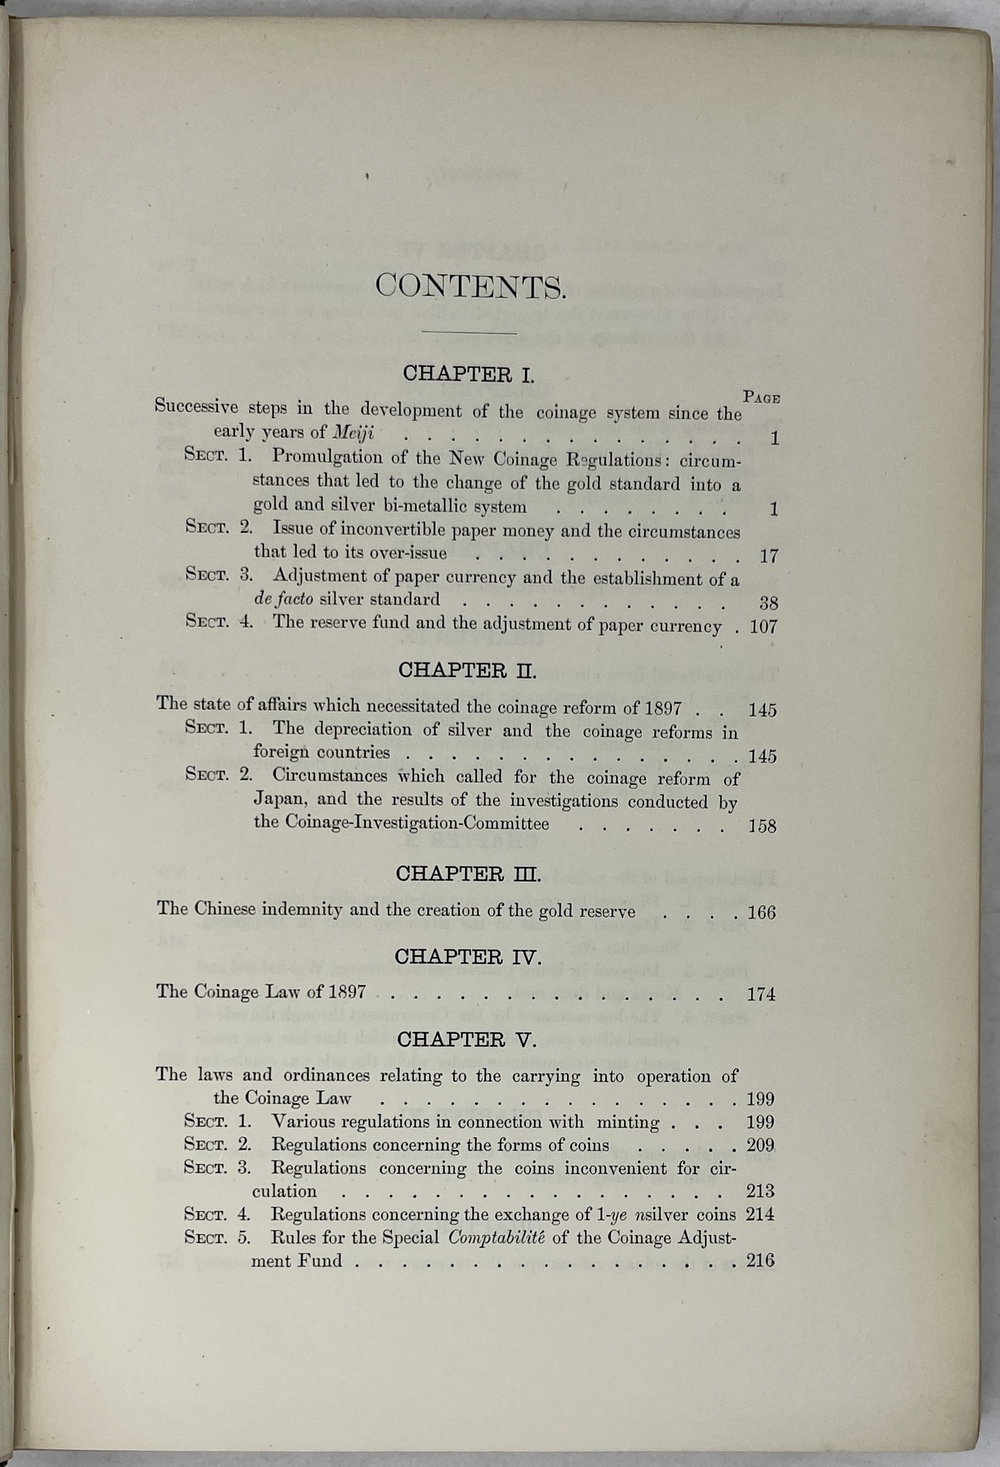 CONTENTS.
CHAPTER I.
PAGE
Successive steps in the development of the coinage system since the
early years of Meiji . . . . . . . . . . . . . . . 1
SECT. 1. Promulgation of the New Coinage Regulations: circum-
stances that led to the change of the gold standard into a
gold and silver bi-metallic system . . . . . . . . 1
SECT. 2. Issue of inconvertible paper money and the circumstances
that led to its over-issue . . . . . . . . . . . . 17
SECT. 3. Adjustment of paper currency and the establishment of a
de facto silver standard . . . . . . . . . . . . 38
SECT. 4. The reserve fund and the adjustment of paper currency . 107
CHAPTER II.
The state of affairs which necessitated the coinage reform of 1897 . . 145
SECT. 1. The depreciation of silver and the coinage reforms in
foreign countries . . . . . . . . . . . . . . . 145
SECT. 2. Circumstances which called for the coinage reform of
Japan, and the results of the investigations conducted by
the Coinage-Investigation-Committee . . . . . . . 158
CHAPTER III.
The Chinese indemnity and the creation of the gold reserve . . . . 166
CHAPTER IV.
The Coinage Law of 1897 . . . . . . . . . . . . . . . 174
CHAPTER V.
The laws and ordinances relating to the carrying into operation of
the Coinage Law . . . . . . . . . . . . . . . . 199
SECT. 1. Various regulations in connection with minting . . . 199
SECT. 2. Regulations concerning the forms of coins . . . . . 209
SECT. 3. Regulations concerning the coins inconvenient for cir-
culation . . . . . . . . . . . . . . . . . 213
SECT. 4. Regulations concerning the exchange of 1-ye nsilver coins 214
SECT. 5. Rules for the Special Comptabilité of the Coinage Adjust-
ment Fund . . . . . . . . . . . . . . . . . 216